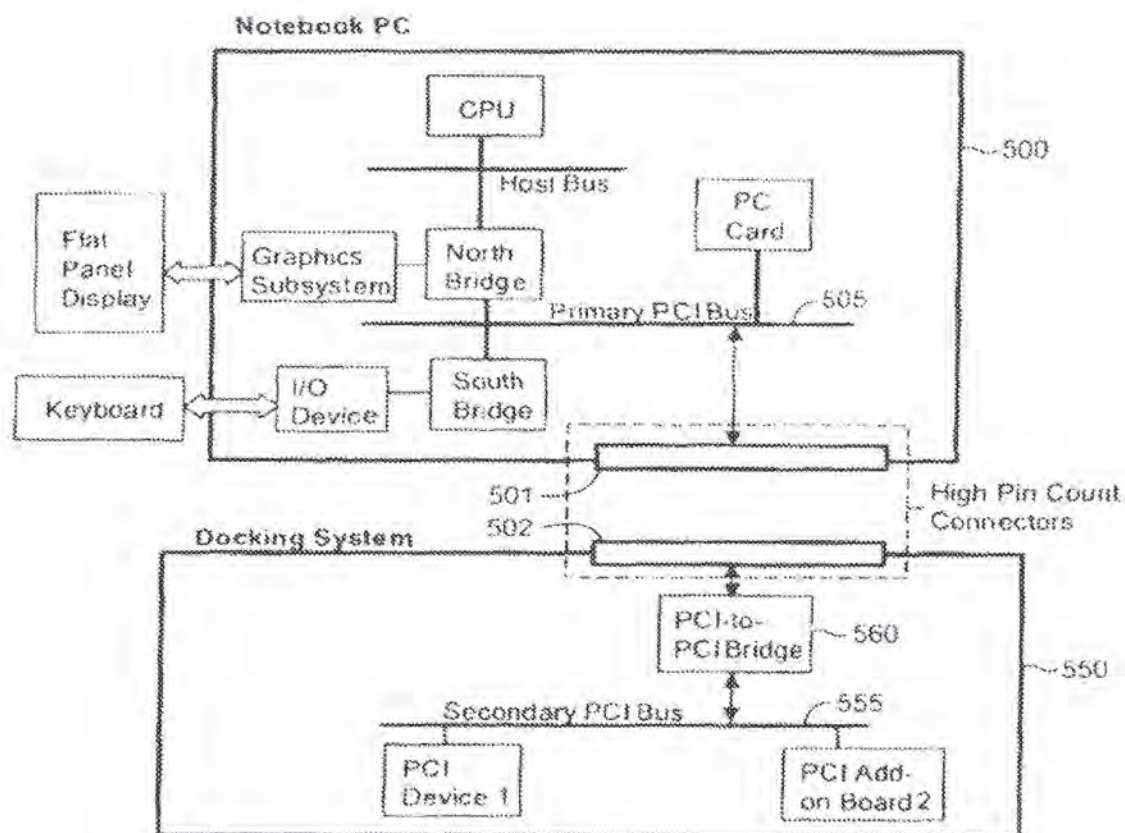 Notebook PC
CPU
500
Host Bus
PC
Card
Flat
Panel
Display
Graphics
Subsystem
North
Bridge
Primary PCI Bus
505
Keyboard
I/O
Device
South
Bridge
501
High Pin Count
Connectors
502
Docking System
PCI-to-
PCI Bridge
560
550
Secondary PCI Bus
555
PCI
Device 1
PCI Add-
on Board 2